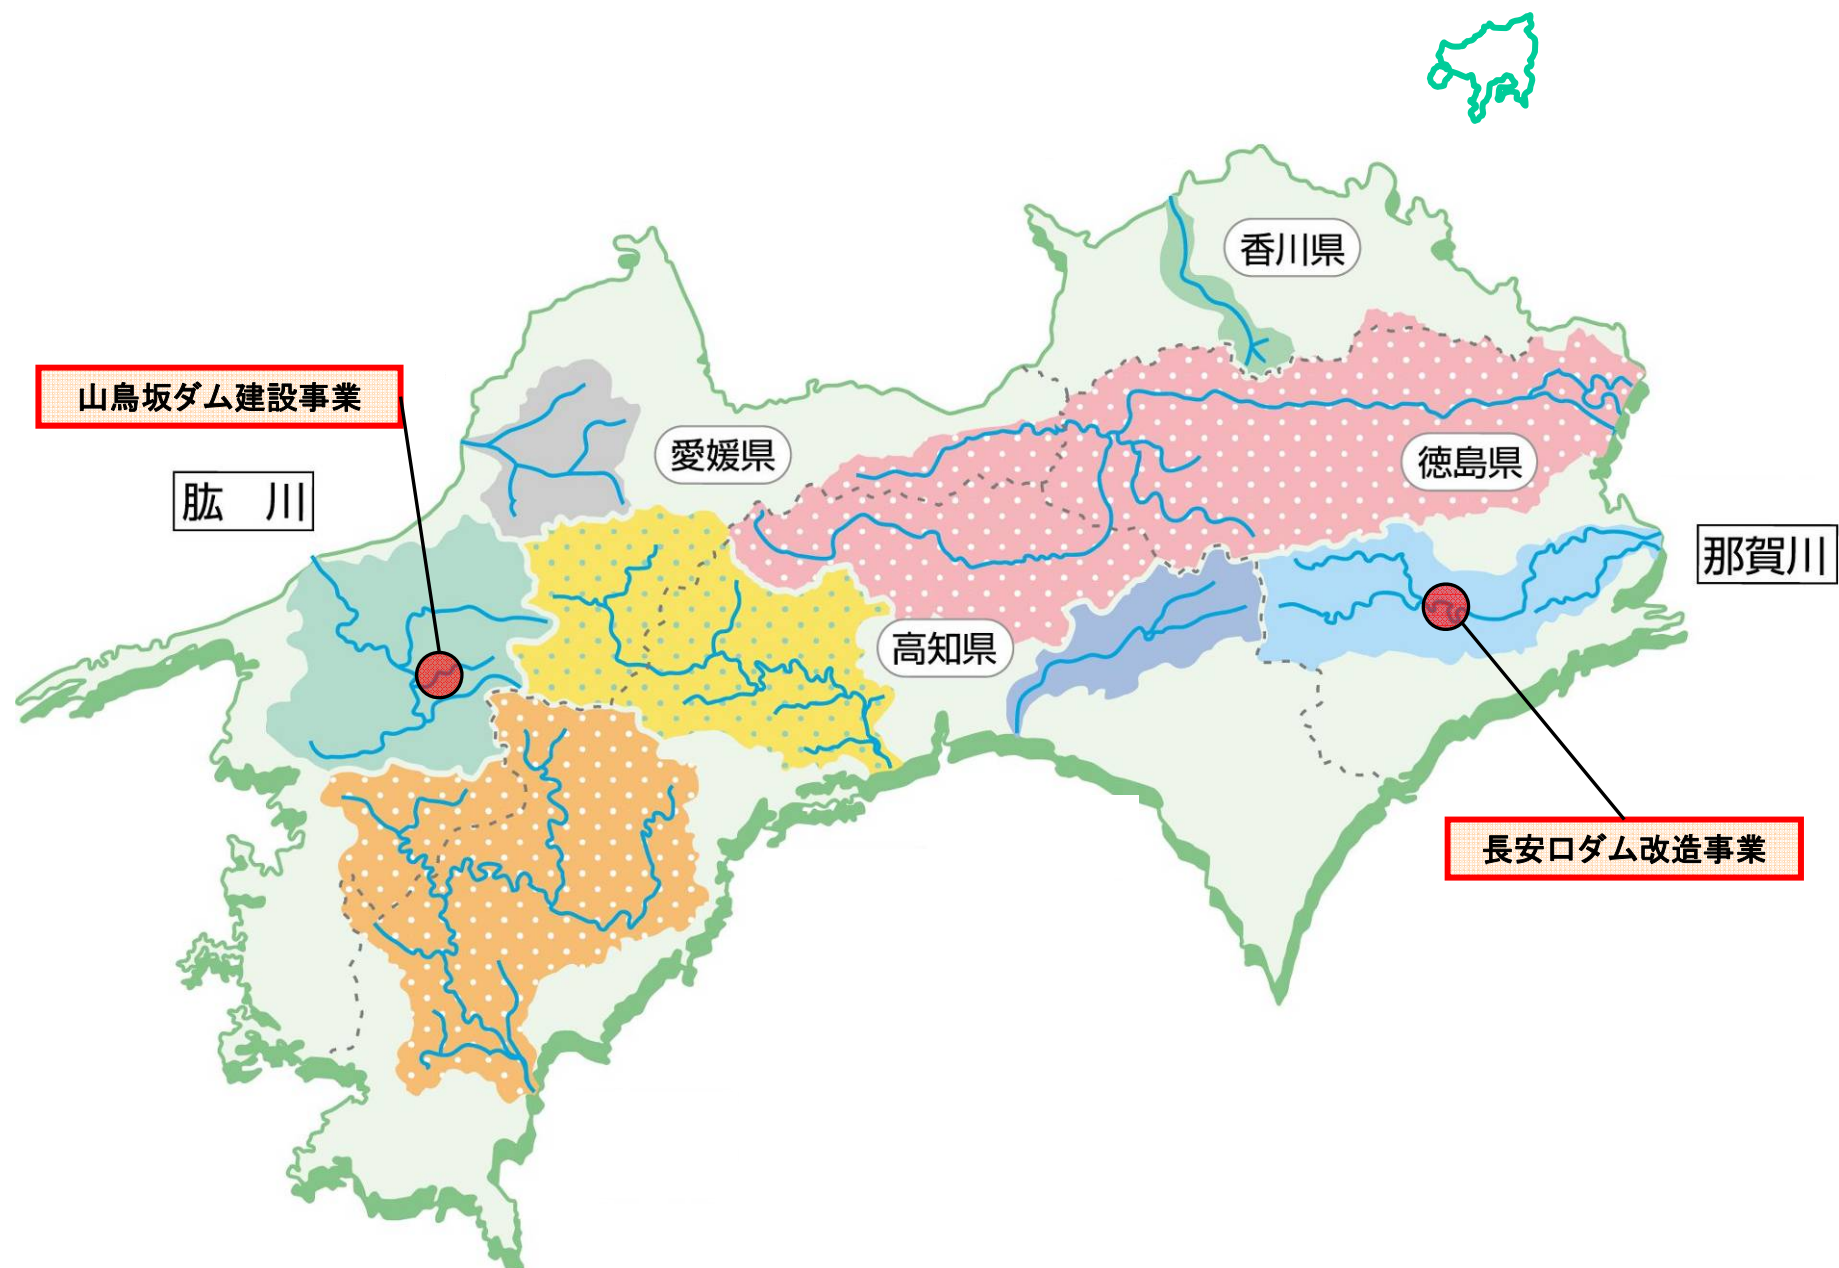 香川県
山鳥坂ダム建設事業
愛媛県
徳島県
肱　川
那賀川
高知県
長安口ダム改造事業